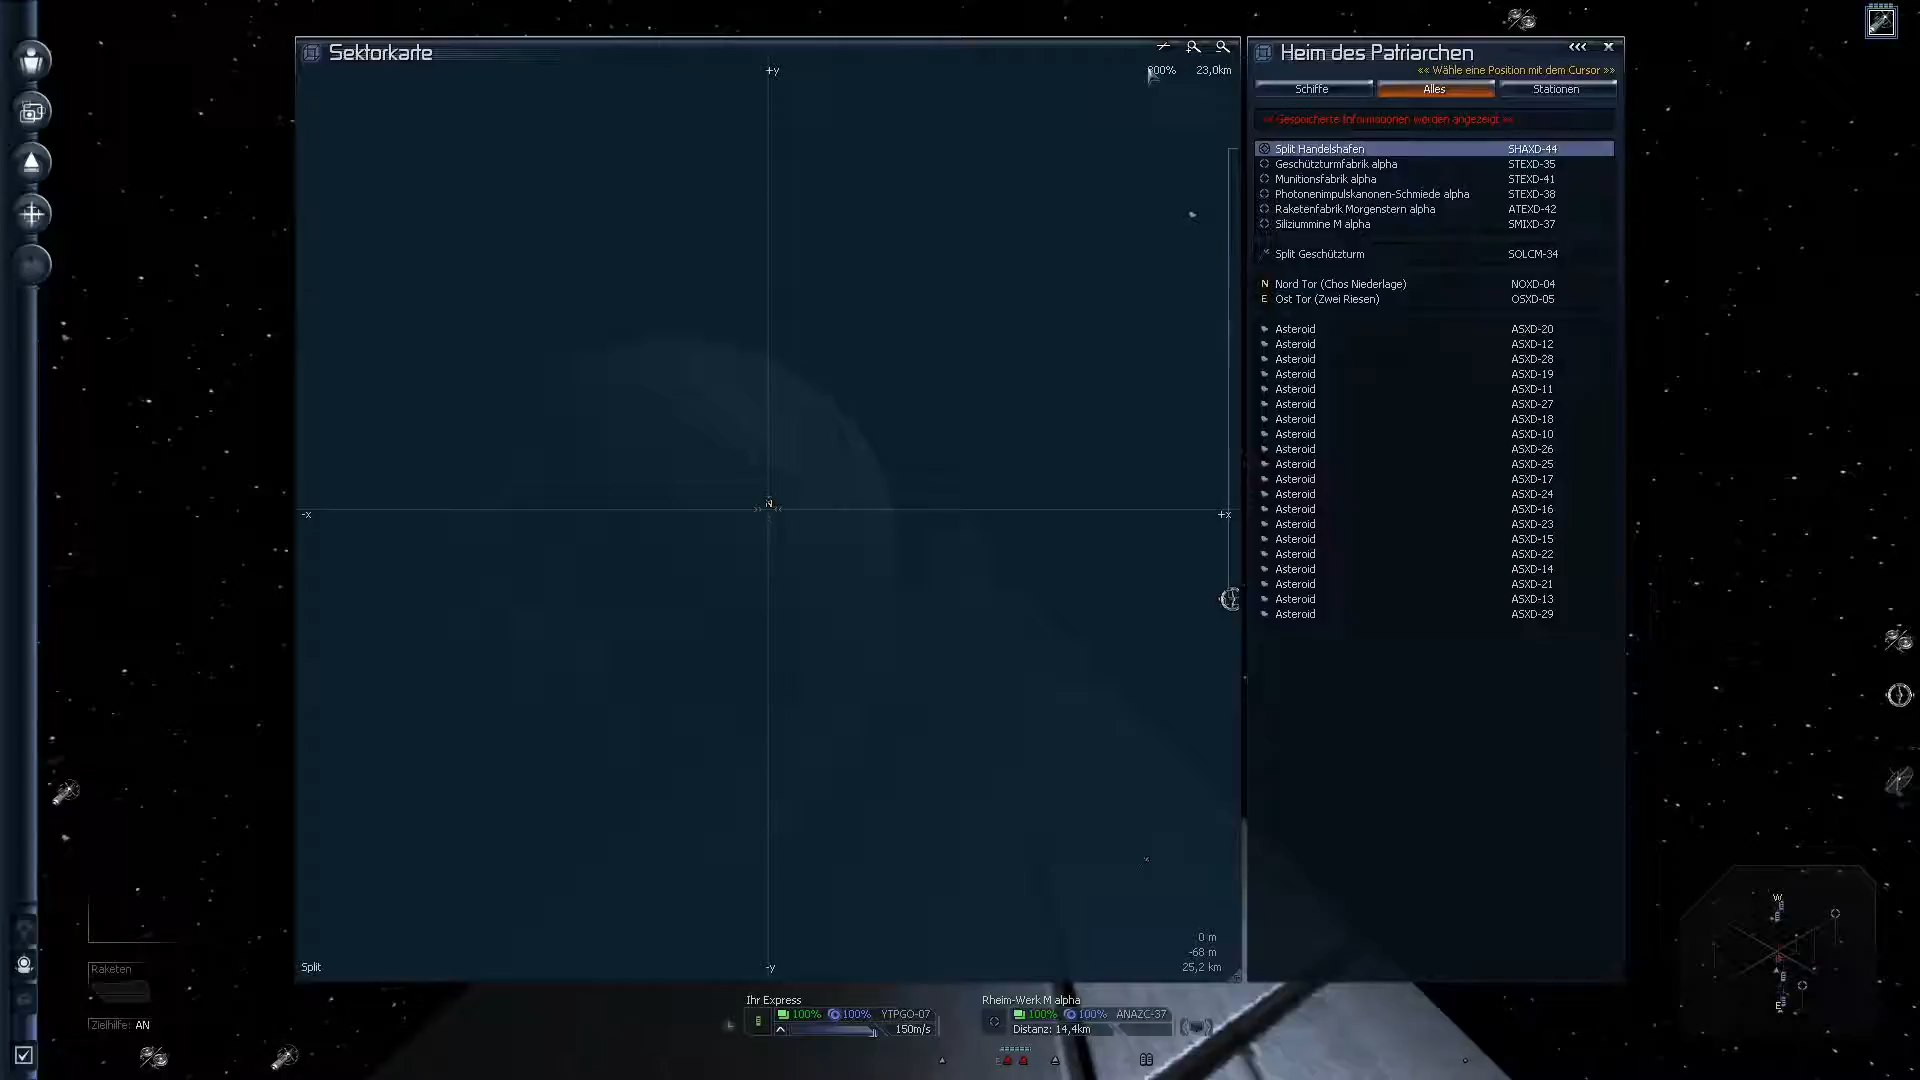 Sektorkarte
+y
300% 23,0km
-x
+x
N
0 m
-68 m
25,2 km
Split
-y
Heim des Patriarchen
«« Wähle eine Position mit dem Cursor »»
Schiffe Alles Stationen
«« Gespeicherte Informationen werden angezeigt »»
Split Handelshafen SHAXD-44
Geschützturmfabrik alpha STEXD-35
Munitionsfabrik alpha STEXD-41
Photonenimpulskanonen-Schmiede alpha STEXD-38
Raketenfabrik Morgenstern alpha ATEXD-42
Siliziummine M alpha SMIXD-37
Split Geschützturm SOLCM-34
N Nord Tor (Chos Niederlage) NOXD-04
E Ost Tor (Zwei Riesen) OSXD-05
Asteroid ASXD-20
Asteroid ASXD-12
Asteroid ASXD-28
Asteroid ASXD-19
Asteroid ASXD-11
Asteroid ASXD-27
Asteroid ASXD-18
Asteroid ASXD-10
Asteroid ASXD-26
Asteroid ASXD-25
Asteroid ASXD-17
Asteroid ASXD-24
Asteroid ASXD-16
Asteroid ASXD-23
Asteroid ASXD-15
Asteroid ASXD-22
Asteroid ASXD-14
Asteroid ASXD-21
Asteroid ASXD-13
Asteroid ASXD-29
Raketen
Zielhilfe: AN
Ihr Express
100% 100% YTPGO-07
150m/s
Rheim-Werk M alpha
100% 100% ANAZC-37
Distanz: 14,4km
W
E